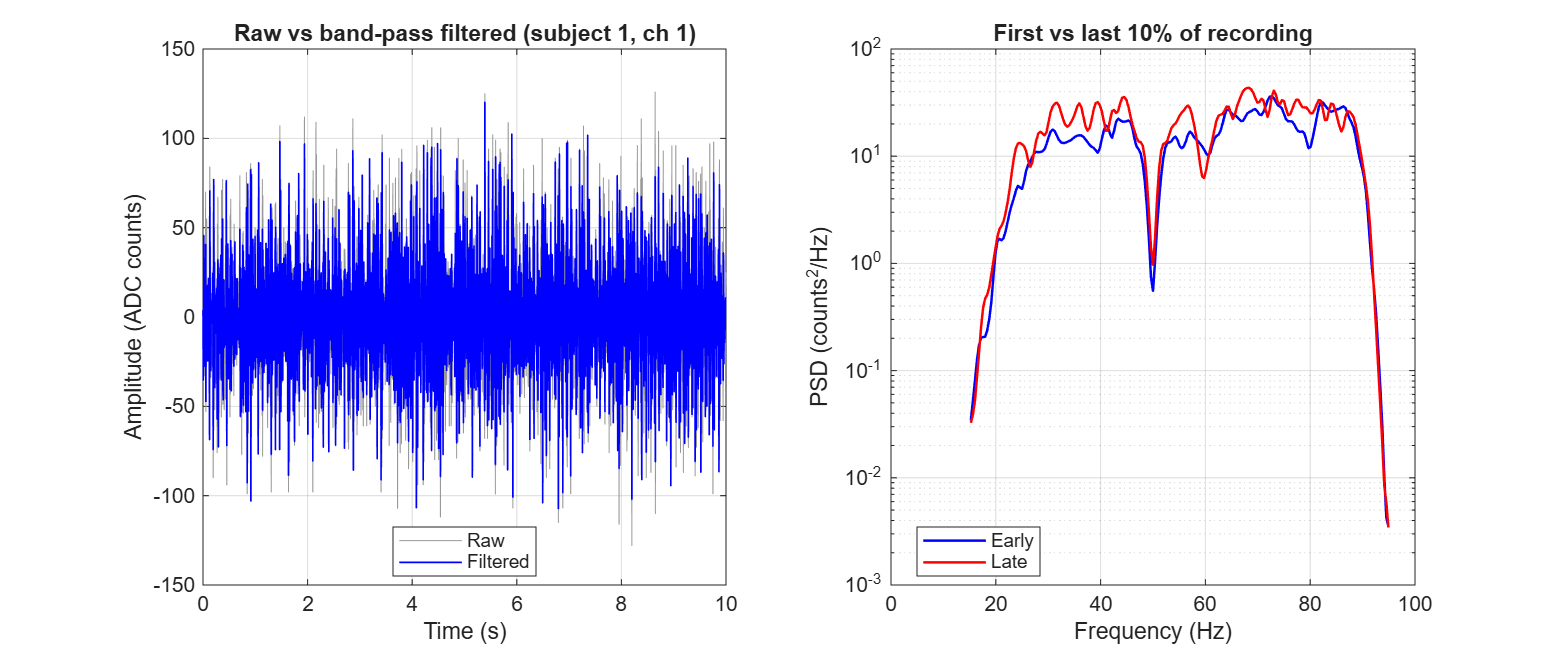 Raw vs band-pass filtered (subject 1, ch 1)
150
100
50
0
-50
-100
-150
Amplitude (ADC counts)
Raw
Filtered
0 2 4 6 8 10
Time (s)
First vs last 10% of recording
10²
10¹
10⁰
10⁻¹
10⁻²
10⁻³
PSD (counts²/Hz)
Early
Late
0 20 40 60 80 100
Frequency (Hz)